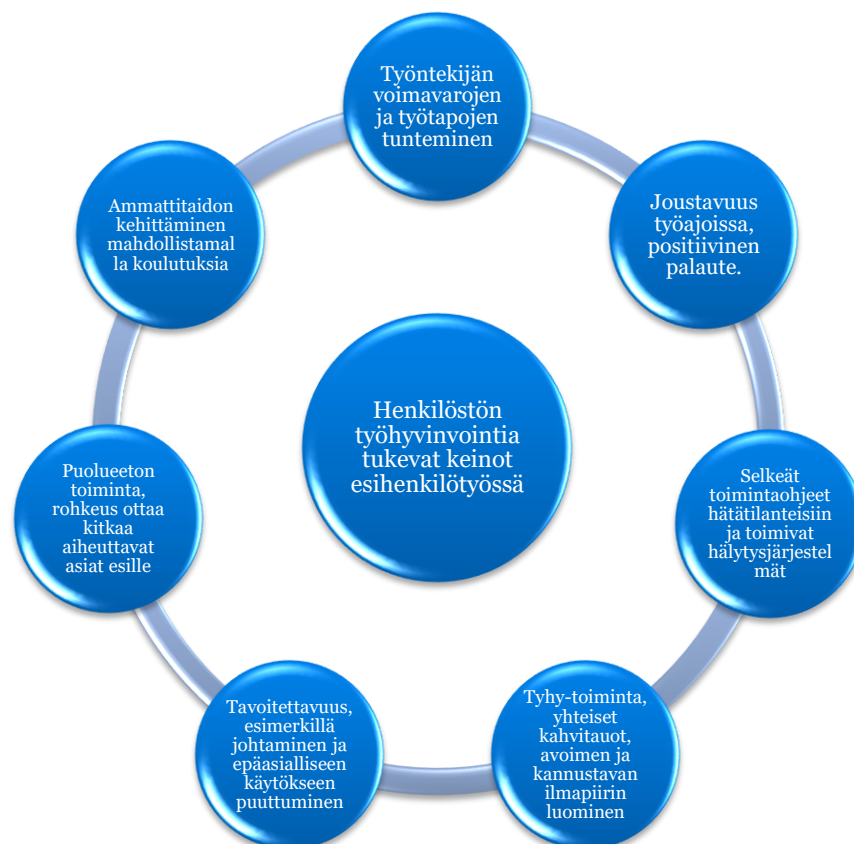 Työntekijän
voimavarojen
ja työtapojen
tunteminen
Joustavuus
työajoissa,
positiivinen
palaute.
Selkeät
toimintaohjeet
hätätilanteisiin
ja toimivat
hälytysjärjestel
mät
Tyhy-toiminta,
yhteiset
kahvitauot,
avoimen ja
kannustavan
ilmapiirin
luominen
Tavoitettavuus,
esimerkillä
johtaminen ja
epäasialliseen
käytökseen
puuttuminen
Puolueeton
toiminta,
rohkeus ottaa
kitkaa
aiheuttavat
asiat esille
Ammattitaidon
kehittäminen
mahdollistamal
la koulutuksia
Henkilöstön
työhyvinvointia
tukevat keinot
esihenkilötyössä